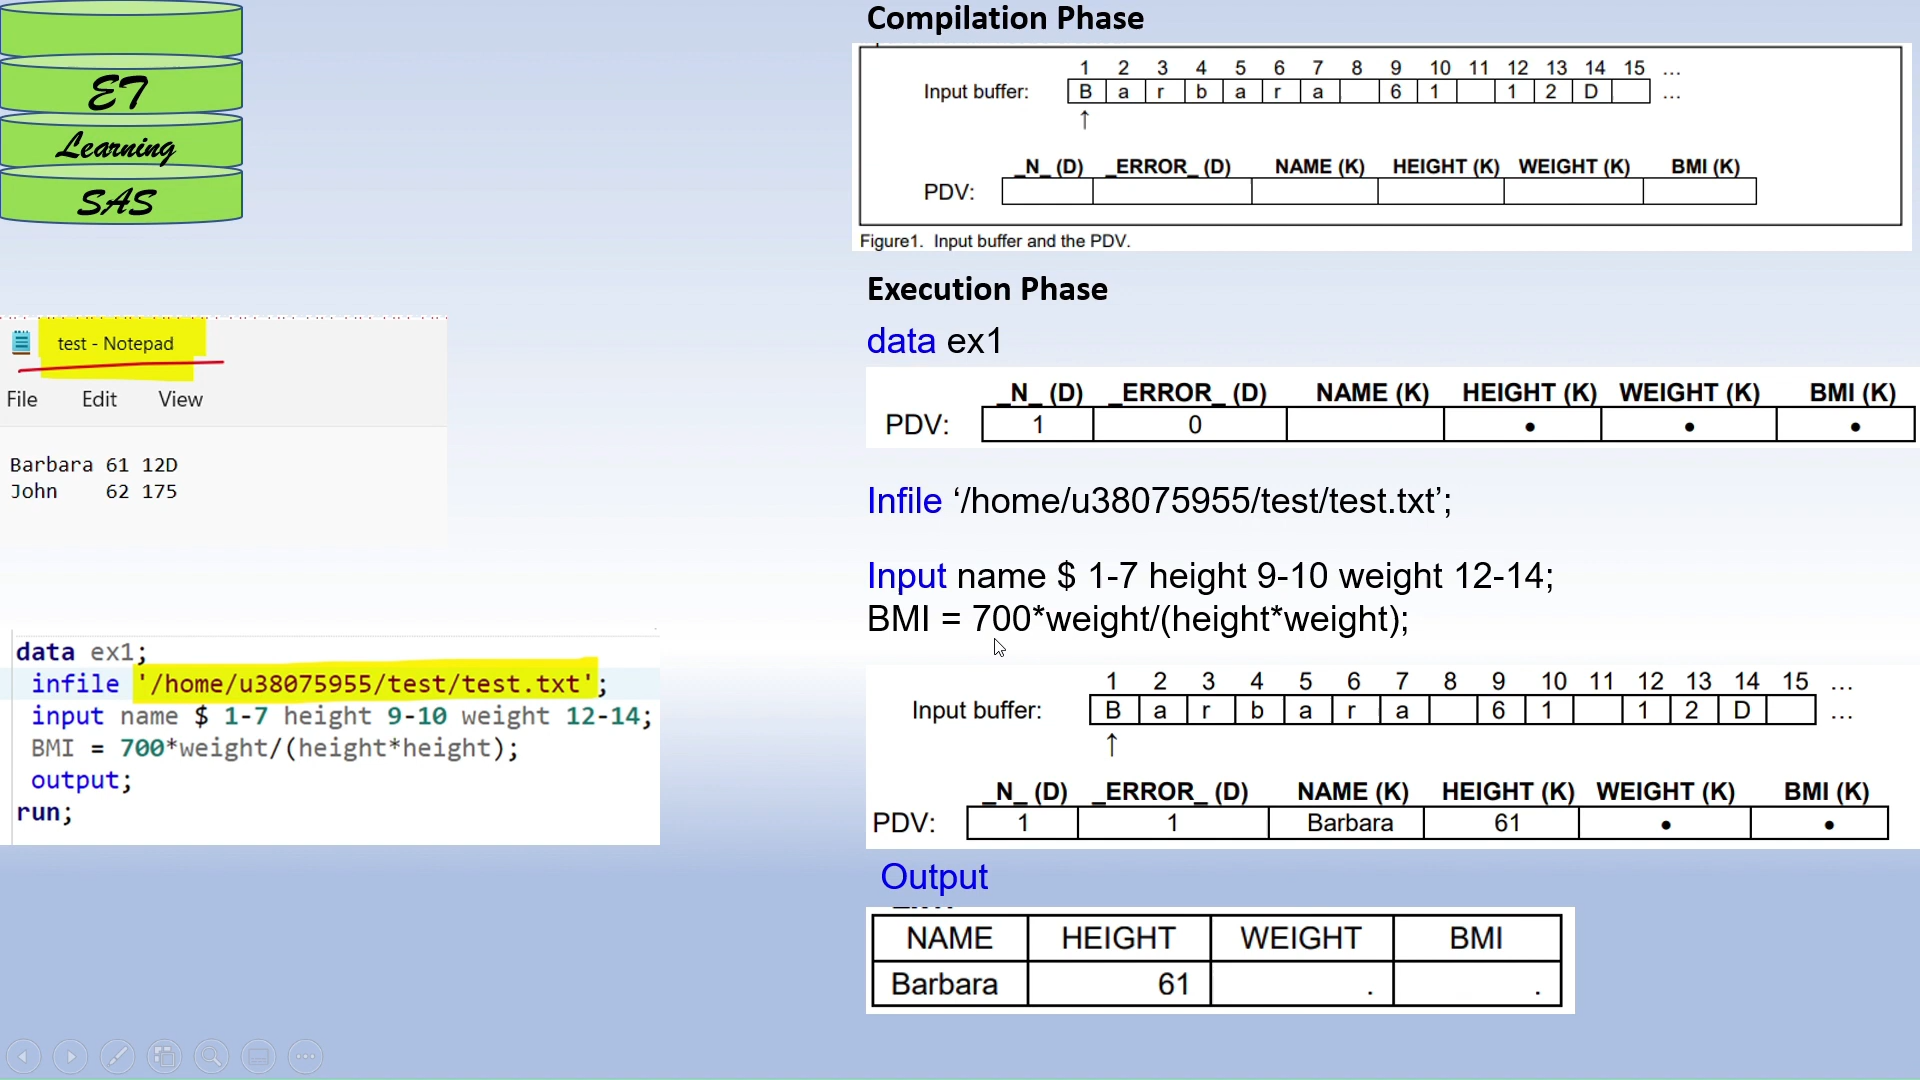 ET
Learning
SAS
test - Notepad
File Edit View
Barbara 61 12D
John 62 175
data ex1;
infile '/home/u38075955/test/test.txt';
input name $ 1-7 height 9-10 weight 12-14;
BMI = 700*weight/(height*height);
output;
run;
Compilation Phase
1 2 3 4 5 6 7 8 9 10 11 12 13 14 15 ...
Input buffer: B a r b a r a 6 1 1 2 D ...
↑
_N_ (D) _ERROR_ (D) NAME (K) HEIGHT (K) WEIGHT (K) BMI (K)
PDV:
Figure1. Input buffer and the PDV.
Execution Phase
data ex1
_N_ (D) _ERROR_ (D) NAME (K) HEIGHT (K) WEIGHT (K) BMI (K)
PDV: 1 0 • • •
Infile ‘/home/u38075955/test/test.txt’;
Input name $ 1-7 height 9-10 weight 12-14;
BMI = 700*weight/(height*weight);
1 2 3 4 5 6 7 8 9 10 11 12 13 14 15 ...
Input buffer: B a r b a r a 6 1 1 2 D ...
↑
_N_ (D) _ERROR_ (D) NAME (K) HEIGHT (K) WEIGHT (K) BMI (K)
PDV: 1 1 Barbara 61 • •
Output
NAME HEIGHT WEIGHT BMI
Barbara 61 . .